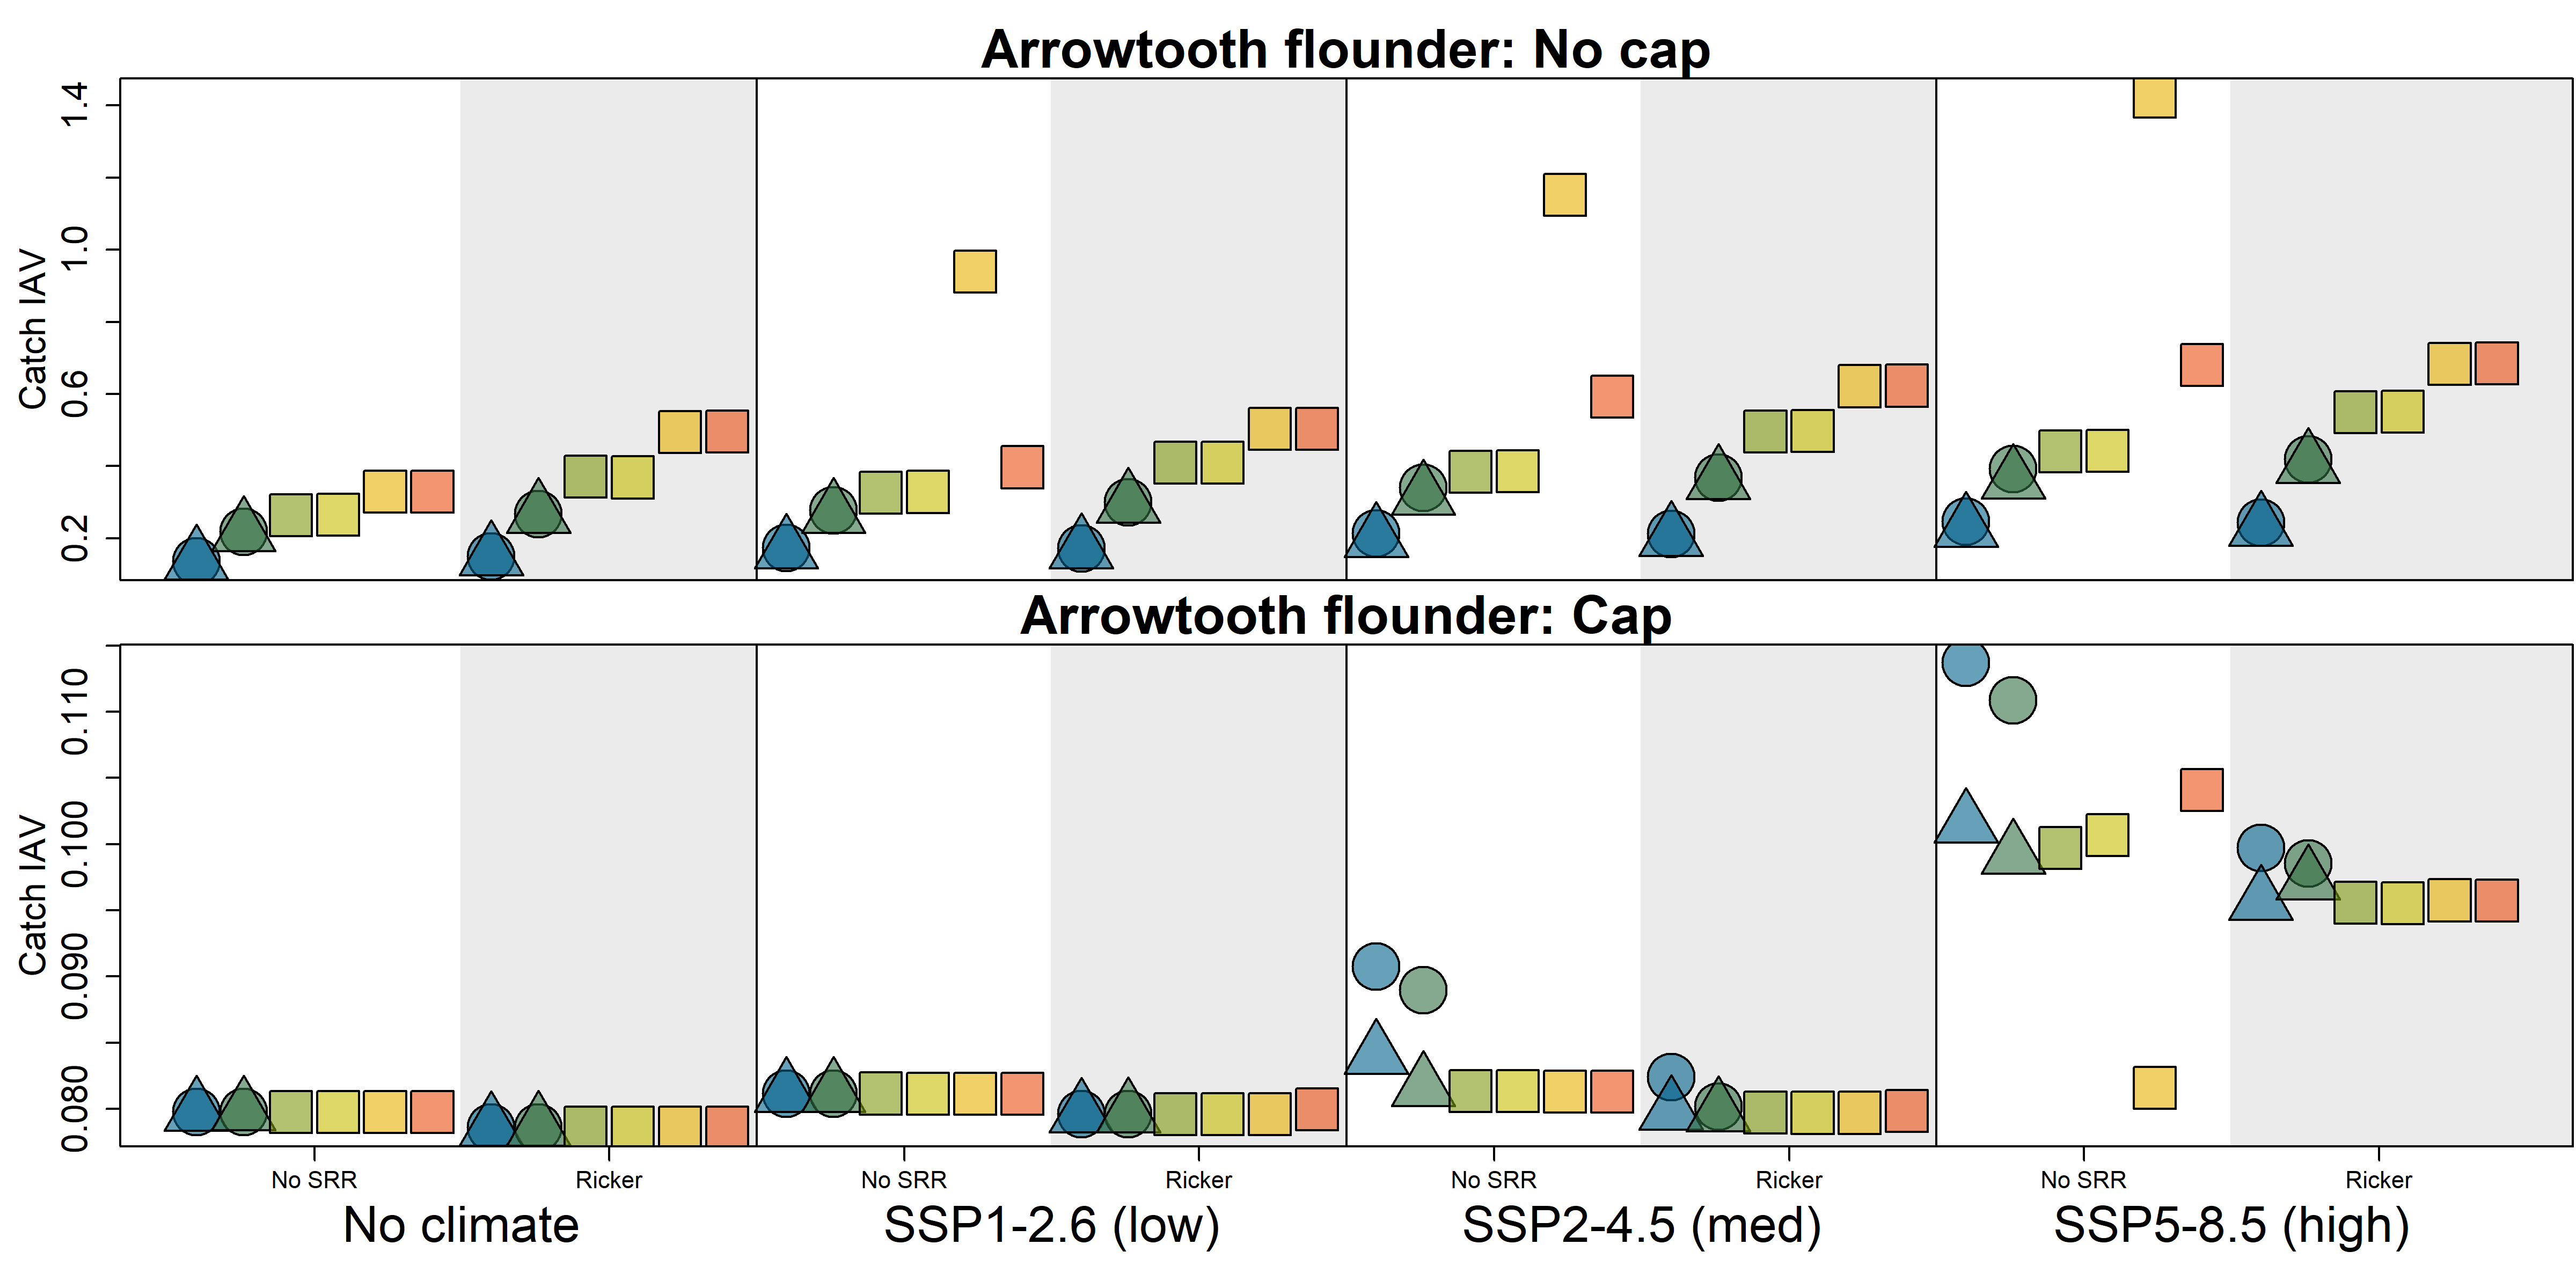 Arrowtooth flounder: No cap
Catch IAV
1.4
1.0
0.6
0.2
Arrowtooth flounder: Cap
Catch IAV
0.110
0.100
0.090
0.080
No SRR Ricker No SRR Ricker No SRR Ricker No SRR Ricker
No climate SSP1-2.6 (low) SSP2-4.5 (med) SSP5-8.5 (high)